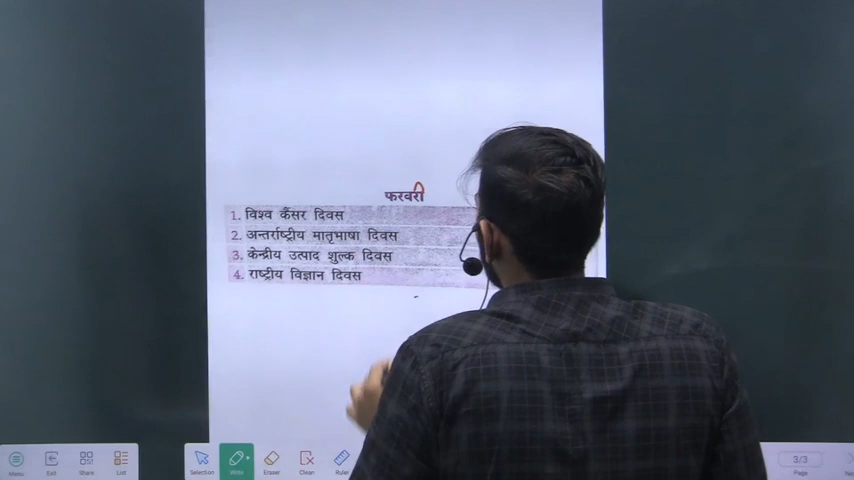 फरवरी
1. विश्व कैंसर दिवस
2. अन्तर्राष्ट्रीय मातृभाषा दिवस
3. केन्द्रीय उत्पाद शुल्क दिवस
4. राष्ट्रीय विज्ञान दिवस
Menu Exit Share List Selection Write Eraser Clean Ruler 3/3 Page